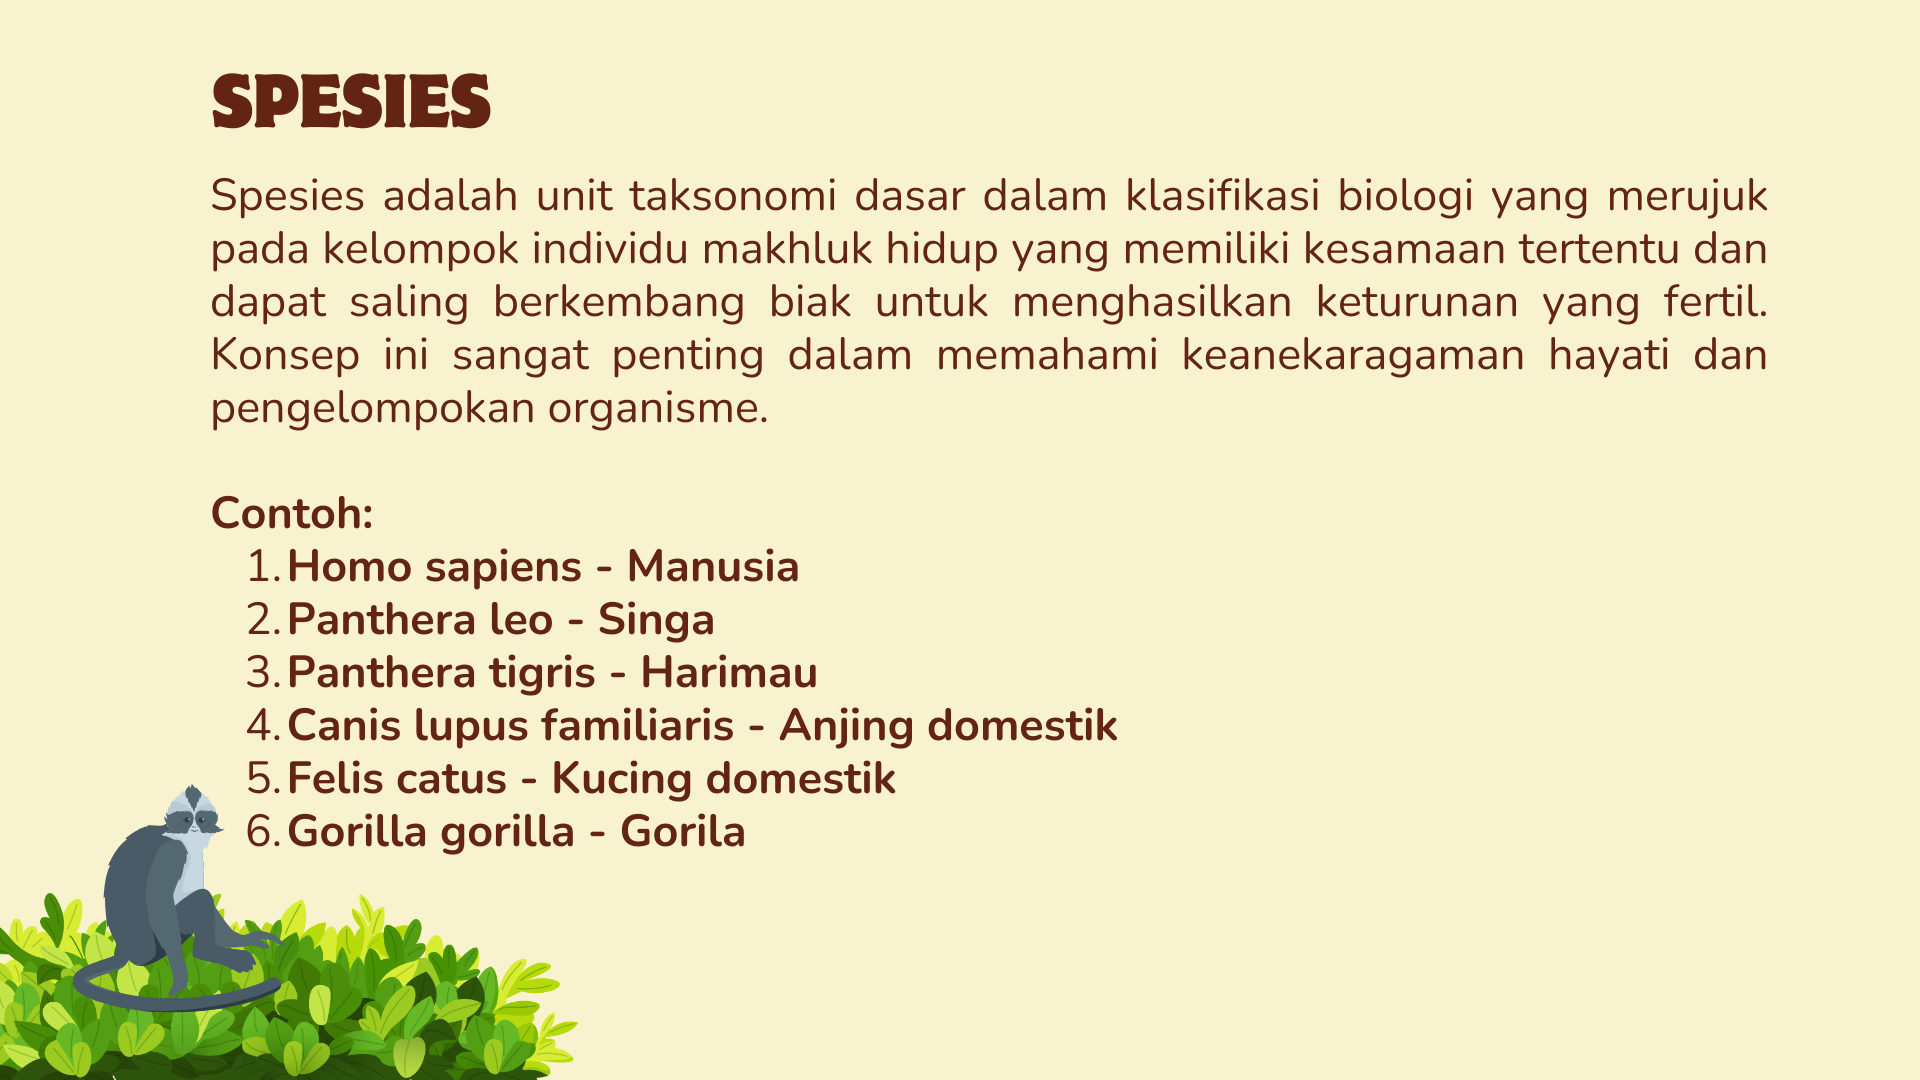 SPESIES
Spesies adalah unit taksonomi dasar dalam klasifikasi biologi yang merujuk
pada kelompok individu makhluk hidup yang memiliki kesamaan tertentu dan
dapat saling berkembang biak untuk menghasilkan keturunan yang fertil.
Konsep ini sangat penting dalam memahami keanekaragaman hayati dan
pengelompokan organisme.
Contoh:
1. Homo sapiens - Manusia
2. Panthera leo - Singa
3. Panthera tigris - Harimau
4. Canis lupus familiaris - Anjing domestik
5. Felis catus - Kucing domestik
6. Gorilla gorilla - Gorila